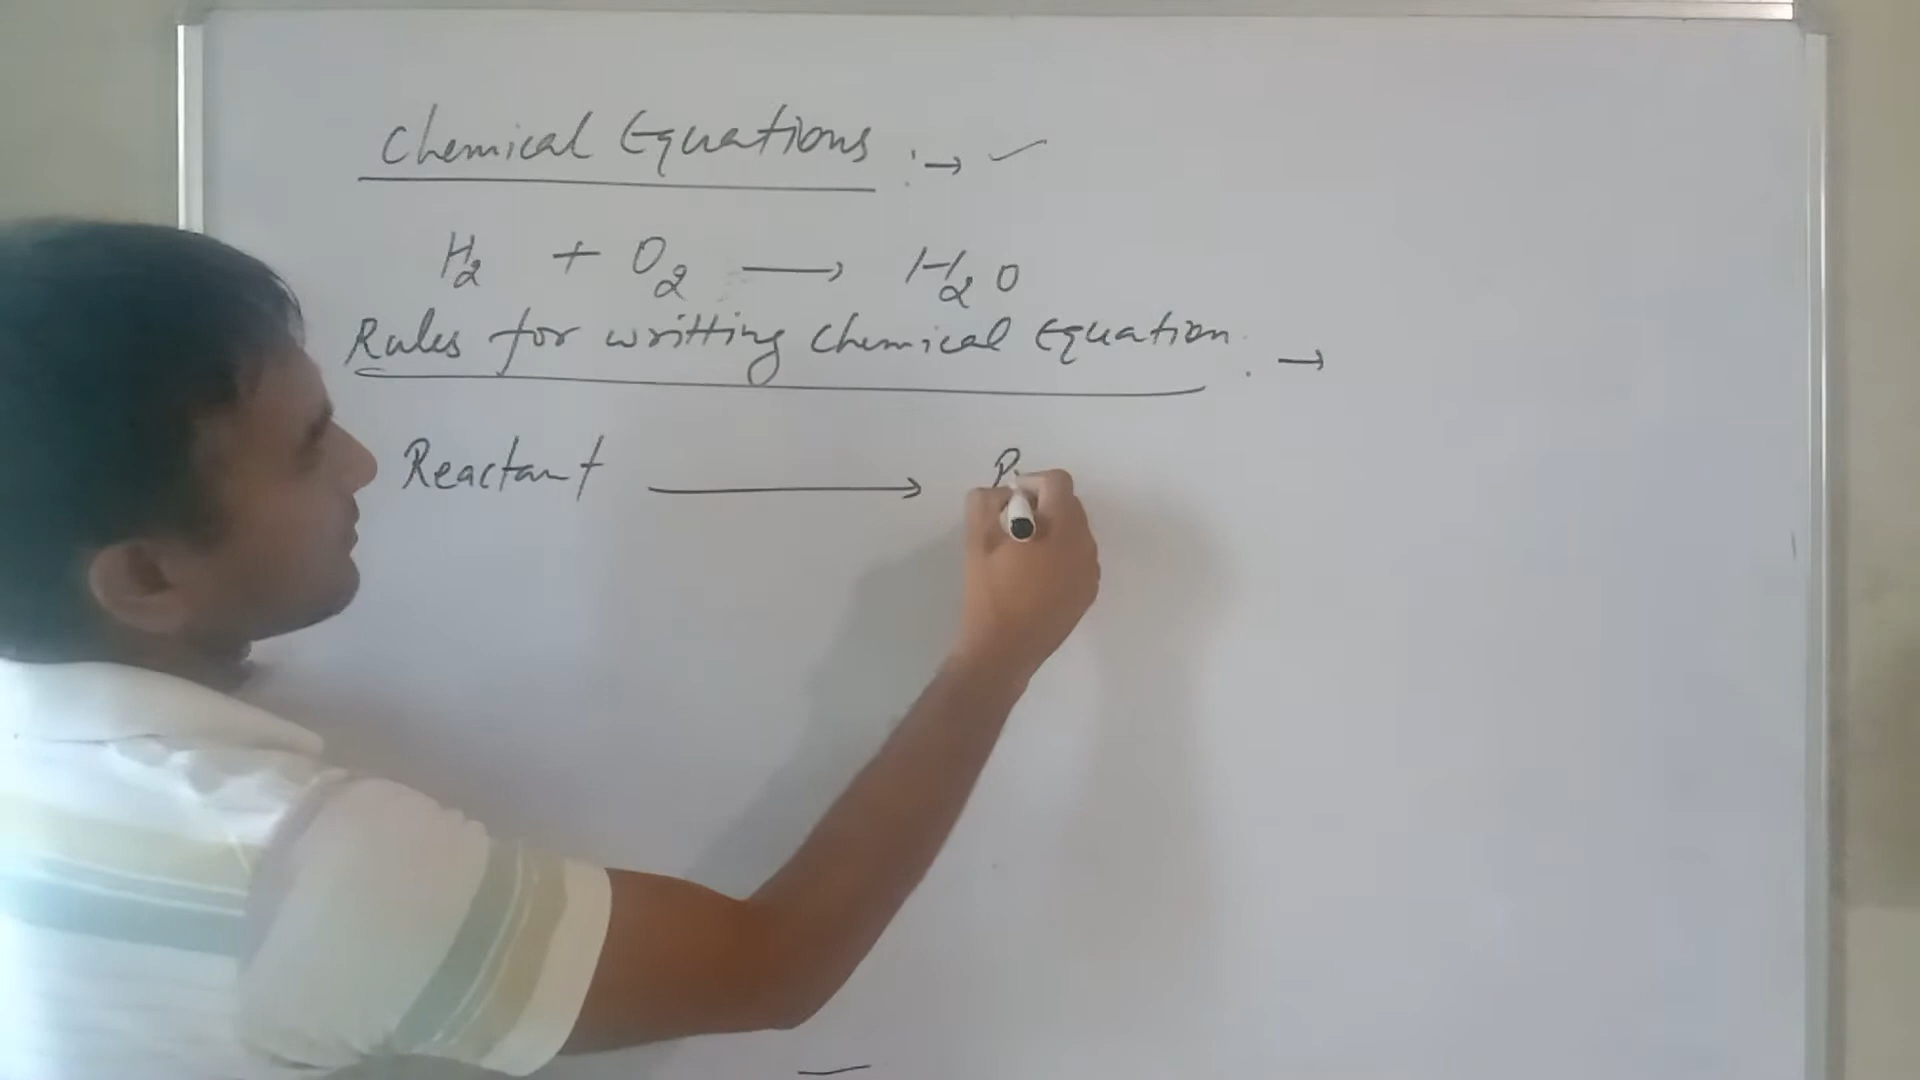 Chemical Equations :→ ✓
H₂ + O₂ → H₂O
Rules for writting Chemical Equation. →
Reactant → P